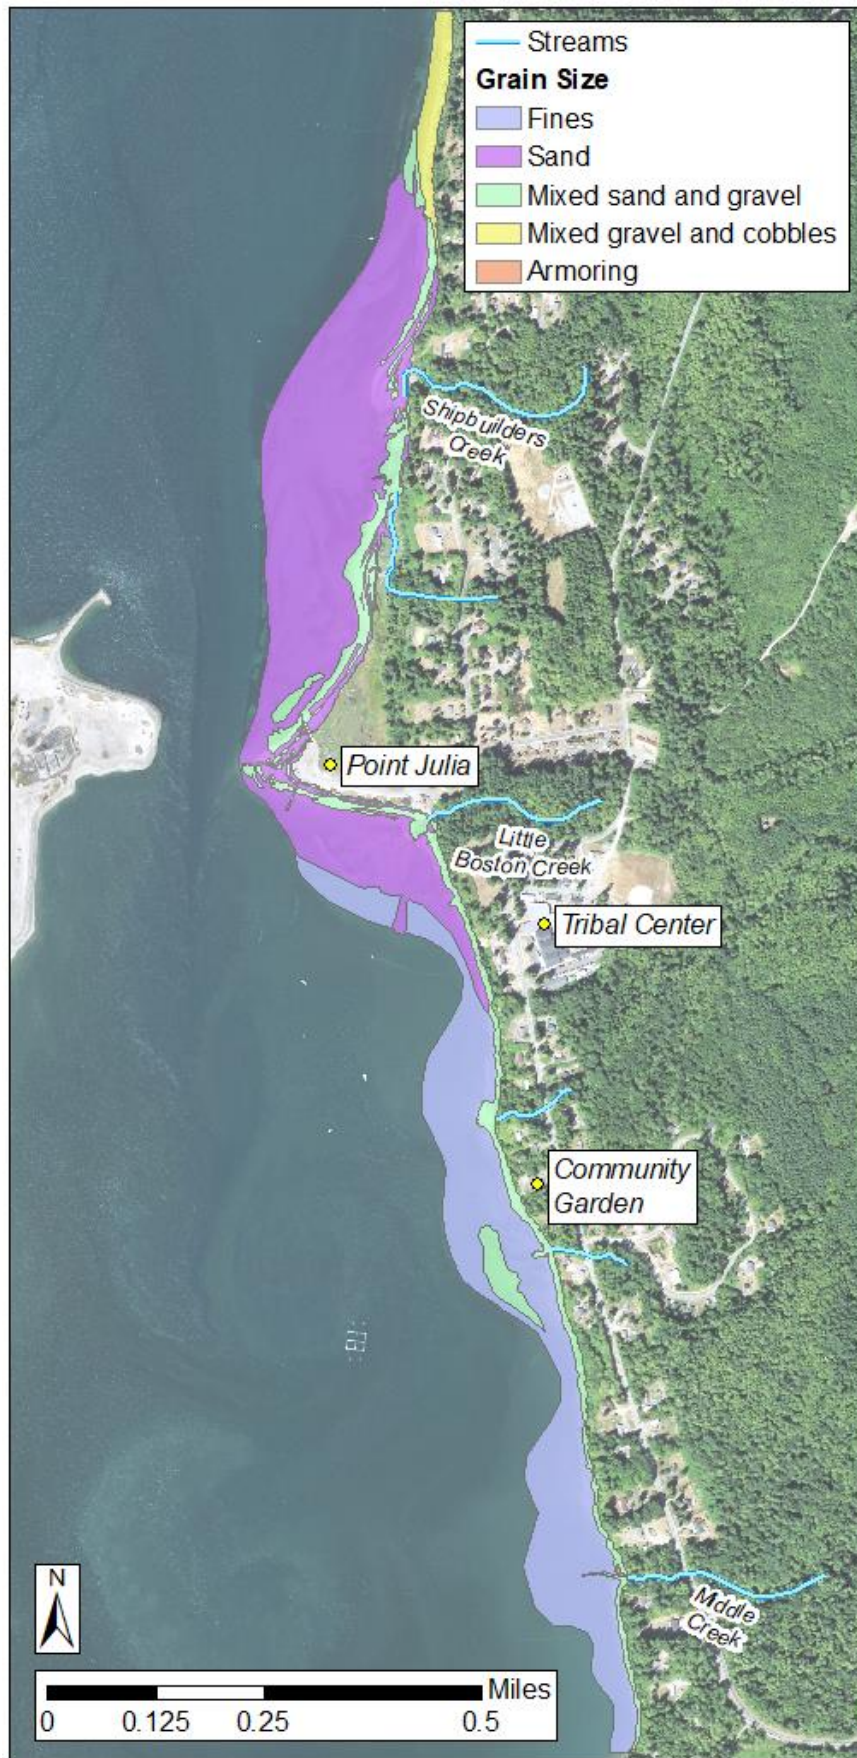 Streams
Grain Size
Fines
Sand
Mixed sand and gravel
Mixed gravel and cobbles
Armoring
Shipbuilders
Creek
Point Julia
Little
Boston Creek
Tribal Center
Community
Garden
Middle
Creek
N
Miles
0 0.125 0.25 0.5